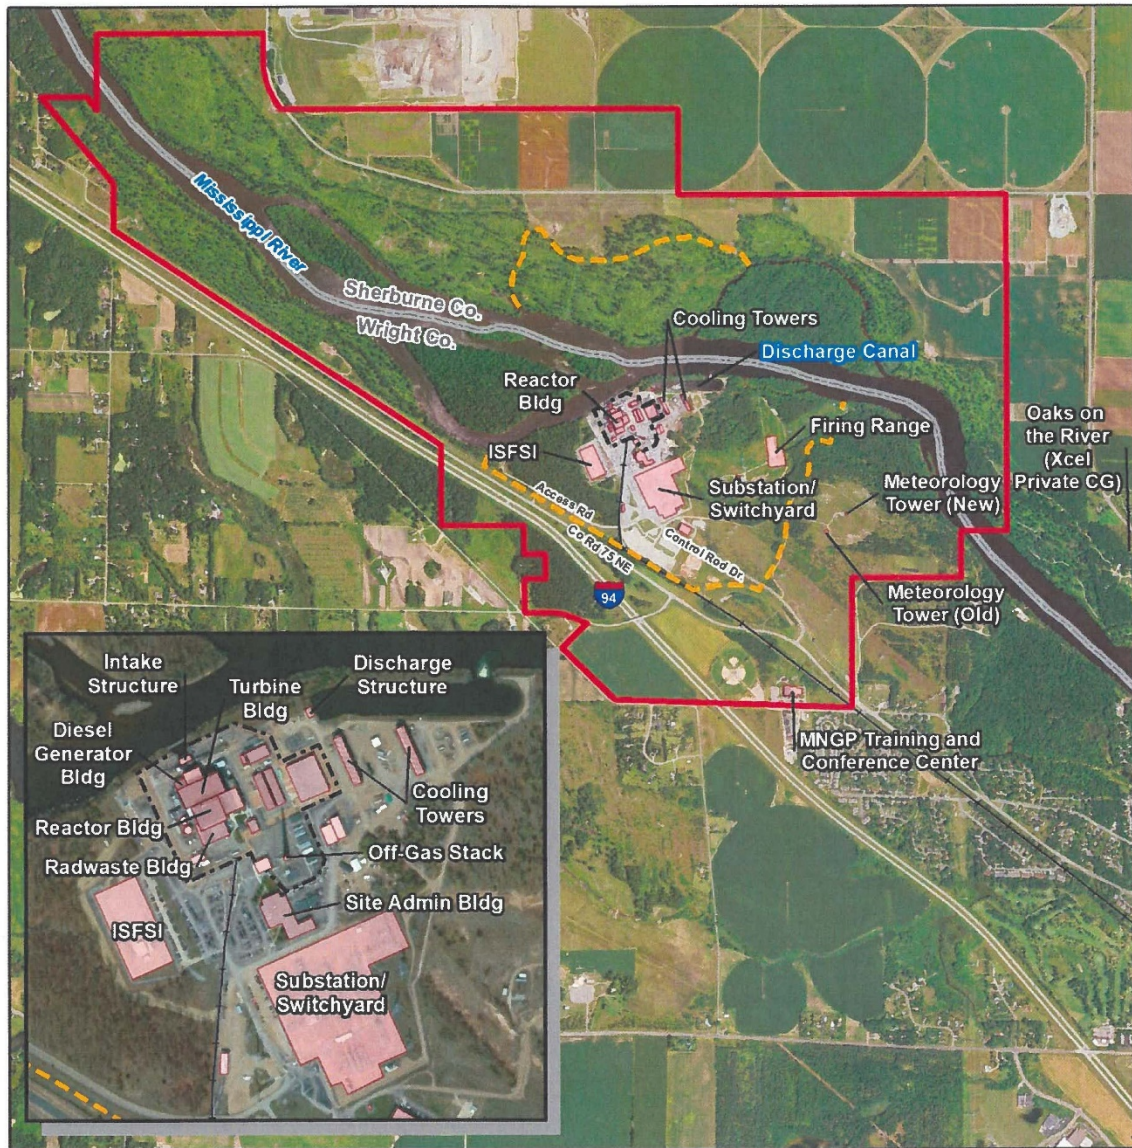 Mississippi River
Sherburne Co.
Wright Co.
Cooling Towers
Discharge Canal
Reactor
Bldg
ISFSI
Firing Range
Oaks on
the River
(Xcel
Private CG)
Substation/
Switchyard
Meteorology
Tower (New)
Access Rd
Co Rd 75 NE
Control Rod Dr.
94
Meteorology
Tower (Old)
MNGP Training and
Conference Center
Intake
Structure
Discharge
Structure
Turbine
Bldg
Diesel
Generator
Bldg
Cooling
Towers
Reactor Bldg
Off-Gas Stack
Radwaste Bldg
Site Admin Bldg
ISFSI
Substation/
Switchyard